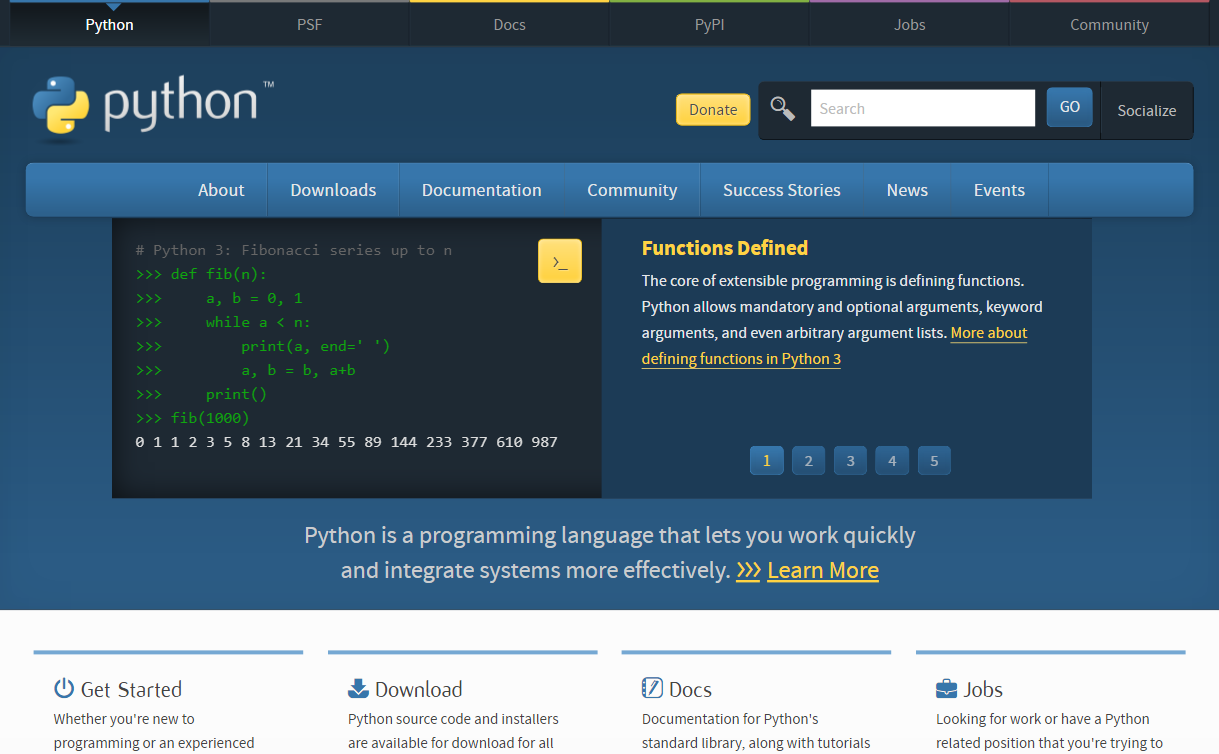 Python PSF Docs PyPI Jobs Community
python™
Donate Search GO Socialize
About Downloads Documentation Community Success Stories News Events
# Python 3: Fibonacci series up to n
>>> def fib(n):
>>>     a, b = 0, 1
>>>     while a < n:
>>>         print(a, end=' ')
>>>         a, b = b, a+b
>>>     print()
>>> fib(1000)
0 1 1 2 3 5 8 13 21 34 55 89 144 233 377 610 987
>_
Functions Defined
The core of extensible programming is defining functions.
Python allows mandatory and optional arguments, keyword
arguments, and even arbitrary argument lists. More about
defining functions in Python 3
1 2 3 4 5
Python is a programming language that lets you work quickly
and integrate systems more effectively. >>> Learn More
Get Started
Whether you're new to
programming or an experienced
Download
Python source code and installers
are available for download for all
Docs
Documentation for Python's
standard library, along with tutorials
Jobs
Looking for work or have a Python
related position that you're trying to